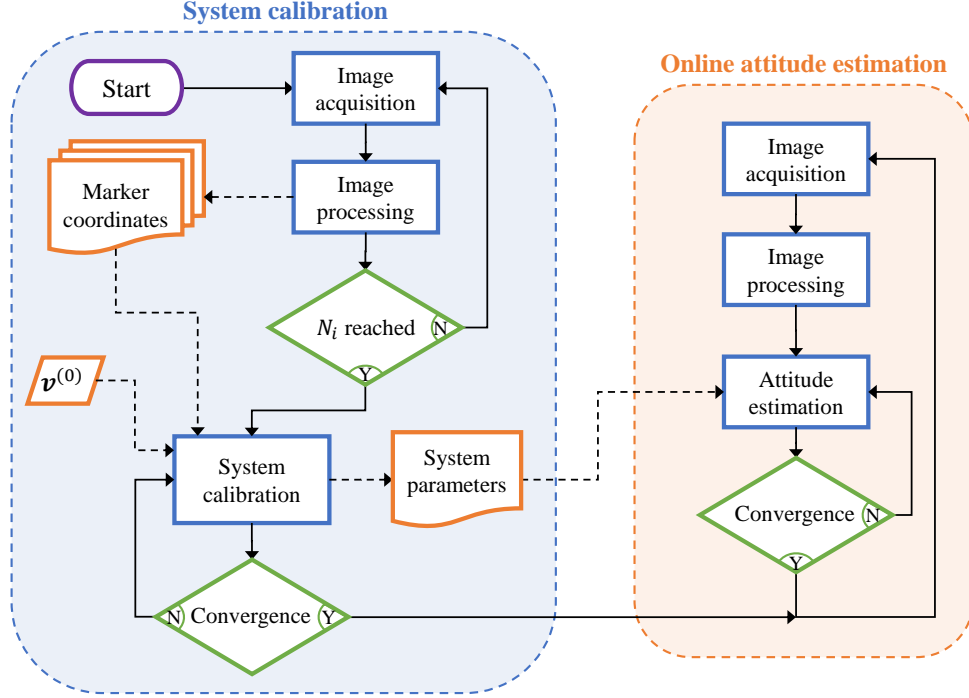 System calibration
Start
Image
acquisition
Marker
coordinates
Image
processing
N_i reached
N
Y
v^(0)
System
calibration
System
parameters
N
Convergence
Y
Online attitude estimation
Image
acquisition
Image
processing
Attitude
estimation
Convergence
N
Y